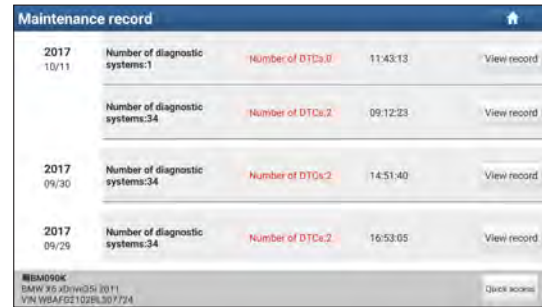 Maintenance record
2017
10/11
Number of diagnostic
systems:1
Number of DTCs:0
11:43:13
View record
Number of diagnostic
systems:34
Number of DTCs:2
09:12:23
View record
2017
09/30
Number of diagnostic
systems:34
Number of DTCs:2
14:51:40
View record
2017
09/29
Number of diagnostic
systems:34
Number of DTCs:2
16:53:05
View record
BMW X6 xDrive35i 2011
VIN
Quick access